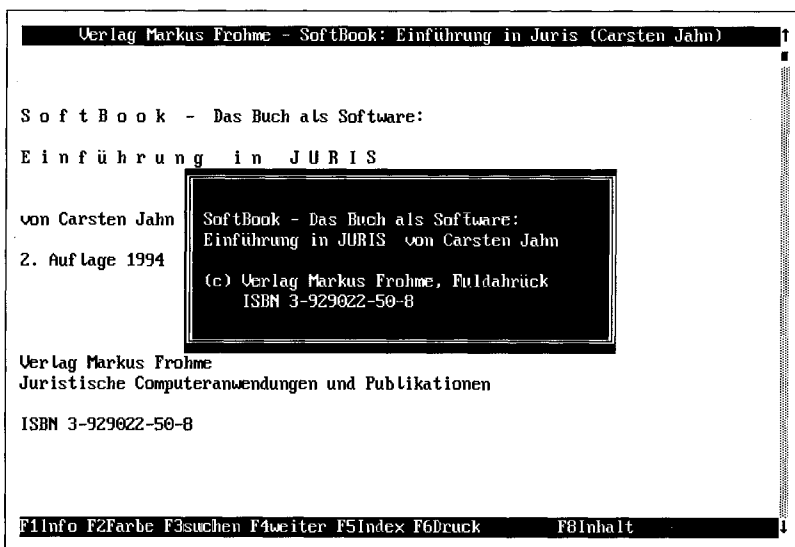 Verlag Markus Frohme - SoftBook: Einführung in Juris (Carsten Jahn)
S o f t B o o k - Das Buch als Software:
E i n f ü h r u n g i n J U R I S
von Carsten Jahn
2. Auflage 1994
SoftBook - Das Buch als Software:
Einführung in JURIS von Carsten Jahn
(c) Verlag Markus Frohme, Fuldahrück
ISBN 3-929022-50-8
Verlag Markus Frohme
Juristische Computeranwendungen und Publikationen
ISBN 3-929022-50-8
F1Info F2Farbe F3suchen F4weiter F5Index F6Druck F8Inhalt